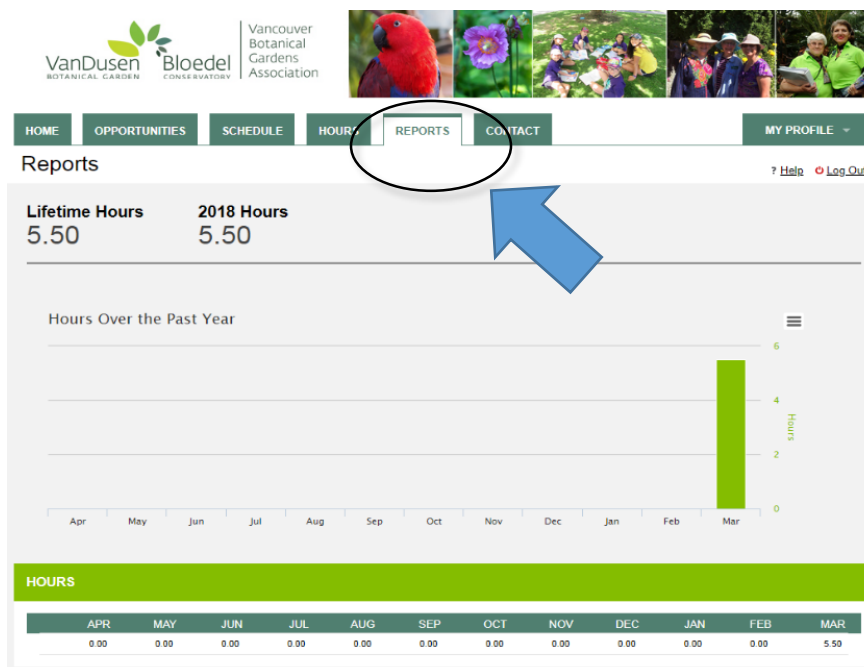 VanDusen
BOTANICAL GARDEN
Bloedel
CONSERVATORY
Vancouver
Botanical
Gardens
Association
HOME OPPORTUNITIES SCHEDULE HOURS REPORTS CONTACT MY PROFILE
Reports
? Help Log Out
Lifetime Hours 2018 Hours
5.50 5.50
Hours Over the Past Year
6
4
2
0
Hours
Apr May Jun Jul Aug Sep Oct Nov Dec Jan Feb Mar
HOURS
APR MAY JUN JUL AUG SEP OCT NOV DEC JAN FEB MAR
0.00 0.00 0.00 0.00 0.00 0.00 0.00 0.00 0.00 0.00 0.00 5.50